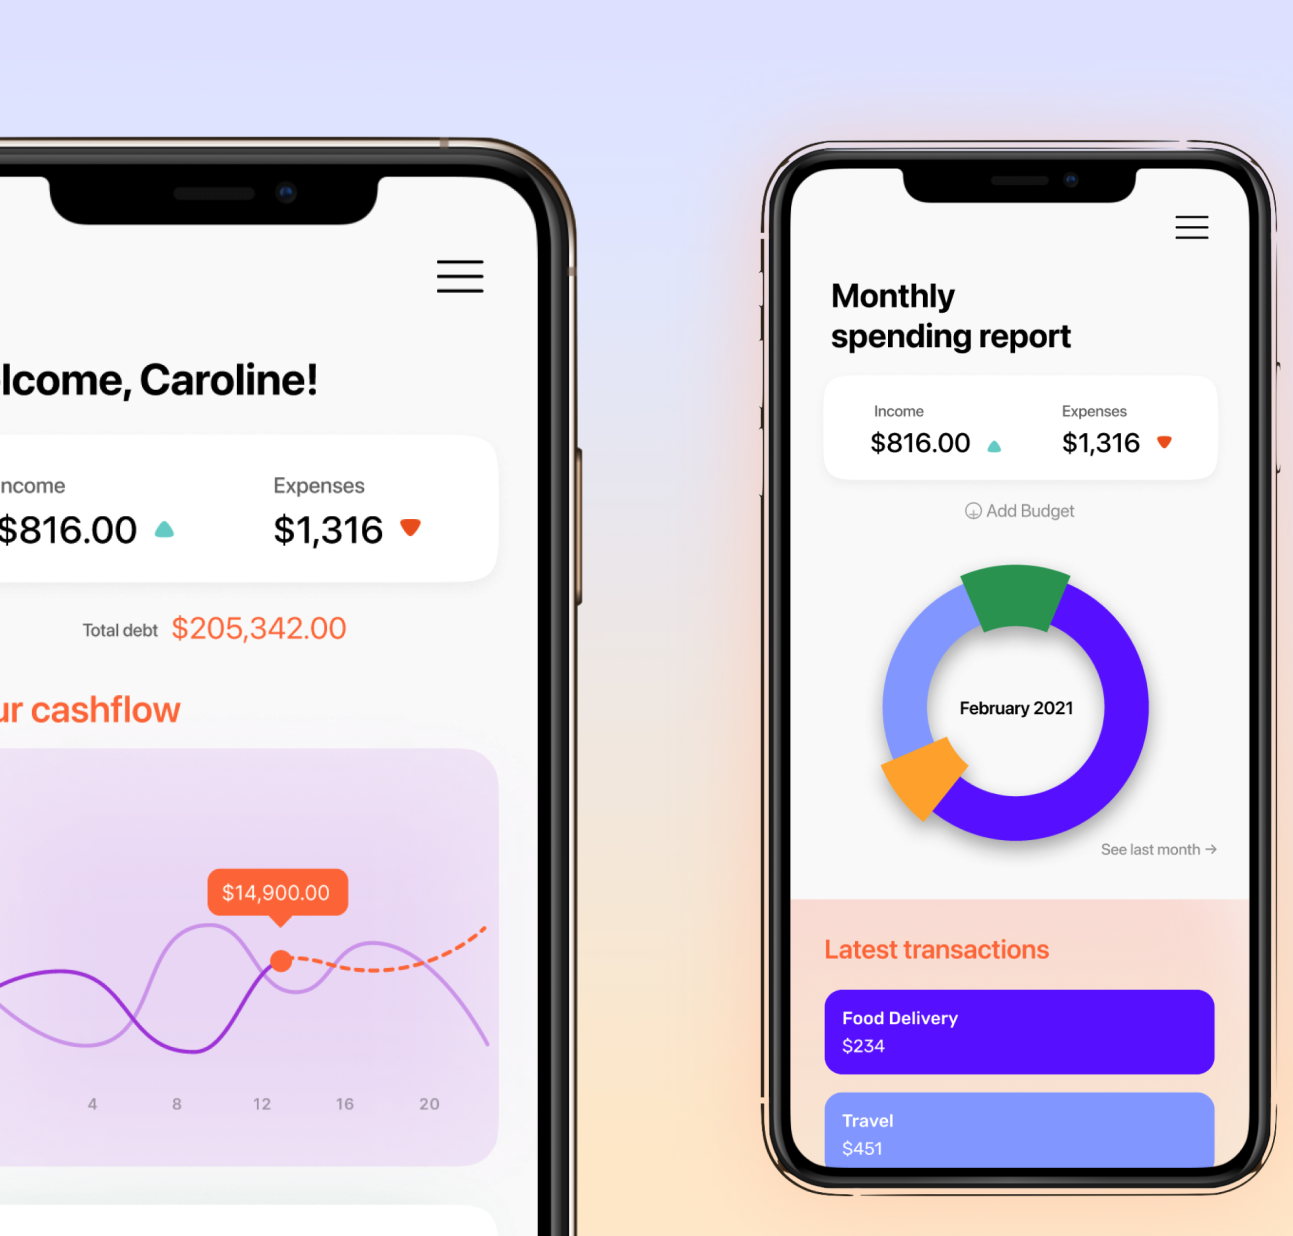 lcome, Caroline!
ncome
Expenses
$816.00
$1,316
Total debt $205,342.00
ur cashflow
$14,900.00
4 8 12 16 20
Monthly
spending report
Income
Expenses
$816.00
$1,316
Add Budget
February 2021
See last month →
Latest transactions
Food Delivery
$234
Travel
$451